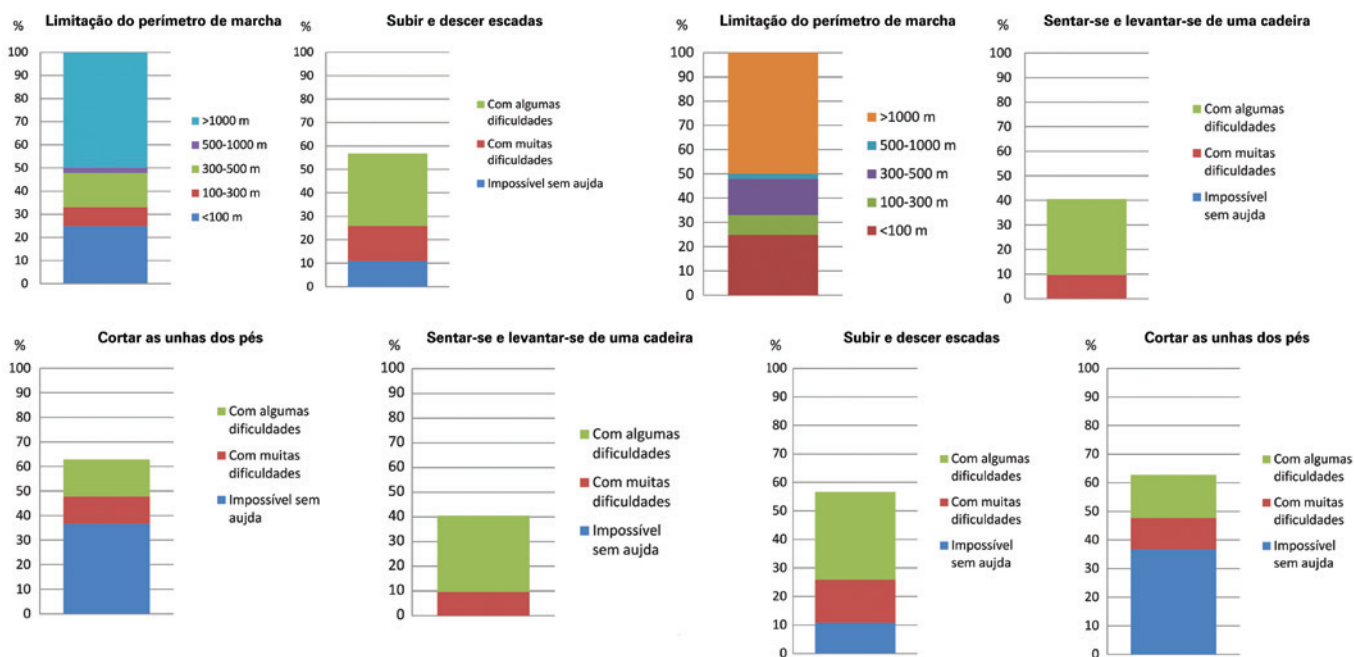 %
Limitação do perímetro de marcha
100
90
80
70
60
50
40
30
20
10
0
>1000 m
500-1000 m
300-500 m
100-300 m
<100 m
%
Subir e descer escadas
100
90
80
70
60
50
40
30
20
10
0
Com algumas
dificuldades
Com muitas
dificuldades
Impossível sem aujda
%
Limitação do perímetro de marcha
100
90
80
70
60
50
40
30
20
10
0
>1000 m
500-1000 m
300-500 m
100-300 m
<100 m
%
Sentar-se e levantar-se de uma cadeira
100
90
80
70
60
50
40
30
20
10
0
Com algumas
dificuldades
Com muitas
dificuldades
Impossível
sem aujda
%
Cortar as unhas dos pés
100
90
80
70
60
50
40
30
20
10
0
Com algumas
dificuldades
Com muitas
dificuldades
Impossível sem
aujda
%
Sentar-se e levantar-se de uma cadeira
100
90
80
70
60
50
40
30
20
10
0
Com algumas
dificuldades
Com muitas
dificuldades
Impossível
sem aujda
%
Subir e descer escadas
100
90
80
70
60
50
40
30
20
10
0
Com algumas
dificuldades
Com muitas
dificuldades
Impossível
sem aujda
%
Cortar as unhas dos pés
100
90
80
70
60
50
40
30
20
10
0
Com algumas
dificuldades
Com muitas
dificuldades
Impossível
sem aujda